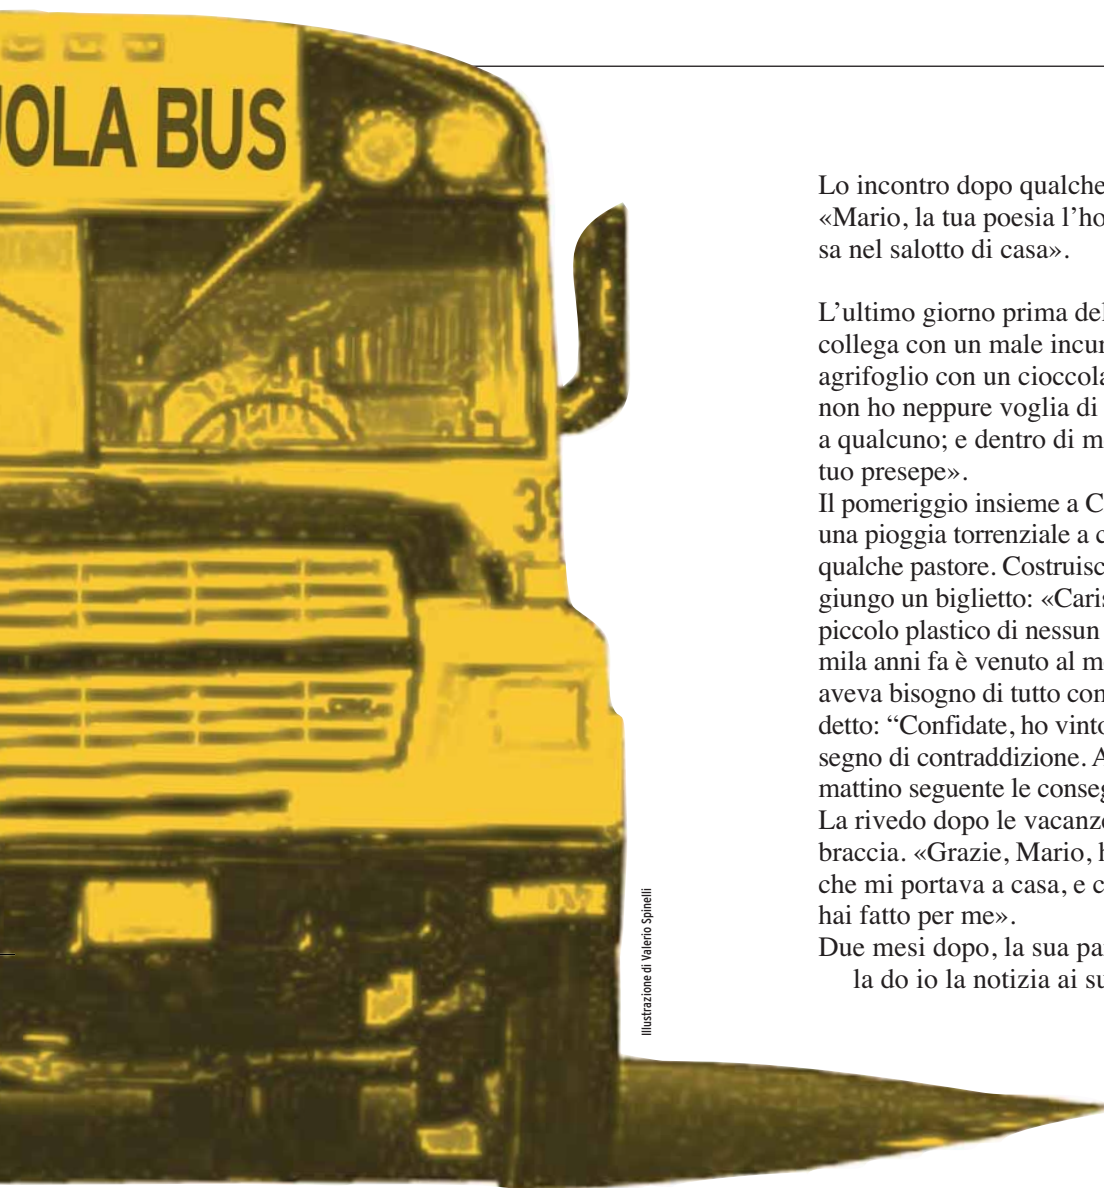 UOLA BUS
39
Illustrazione di Valerio Spinelli
Lo incontro dopo qualche
«Mario, la tua poesia l’ho
sa nel salotto di casa».
L’ultimo giorno prima del
collega con un male incur
agrifoglio con un cioccola
non ho neppure voglia di
a qualcuno; e dentro di m
tuo presepe».
Il pomeriggio insieme a C
una pioggia torrenziale a c
qualche pastore. Costruisc
giungo un biglietto: «Caris
piccolo plastico di nessun
mila anni fa è venuto al m
aveva bisogno di tutto con
detto: “Confidate, ho vinto
segno di contraddizione. A
mattino seguente le conseg
La rivedo dopo le vacanze
braccia. «Grazie, Mario, h
che mi portava a casa, e c
hai fatto per me».
Due mesi dopo, la sua par
la do io la notizia ai su